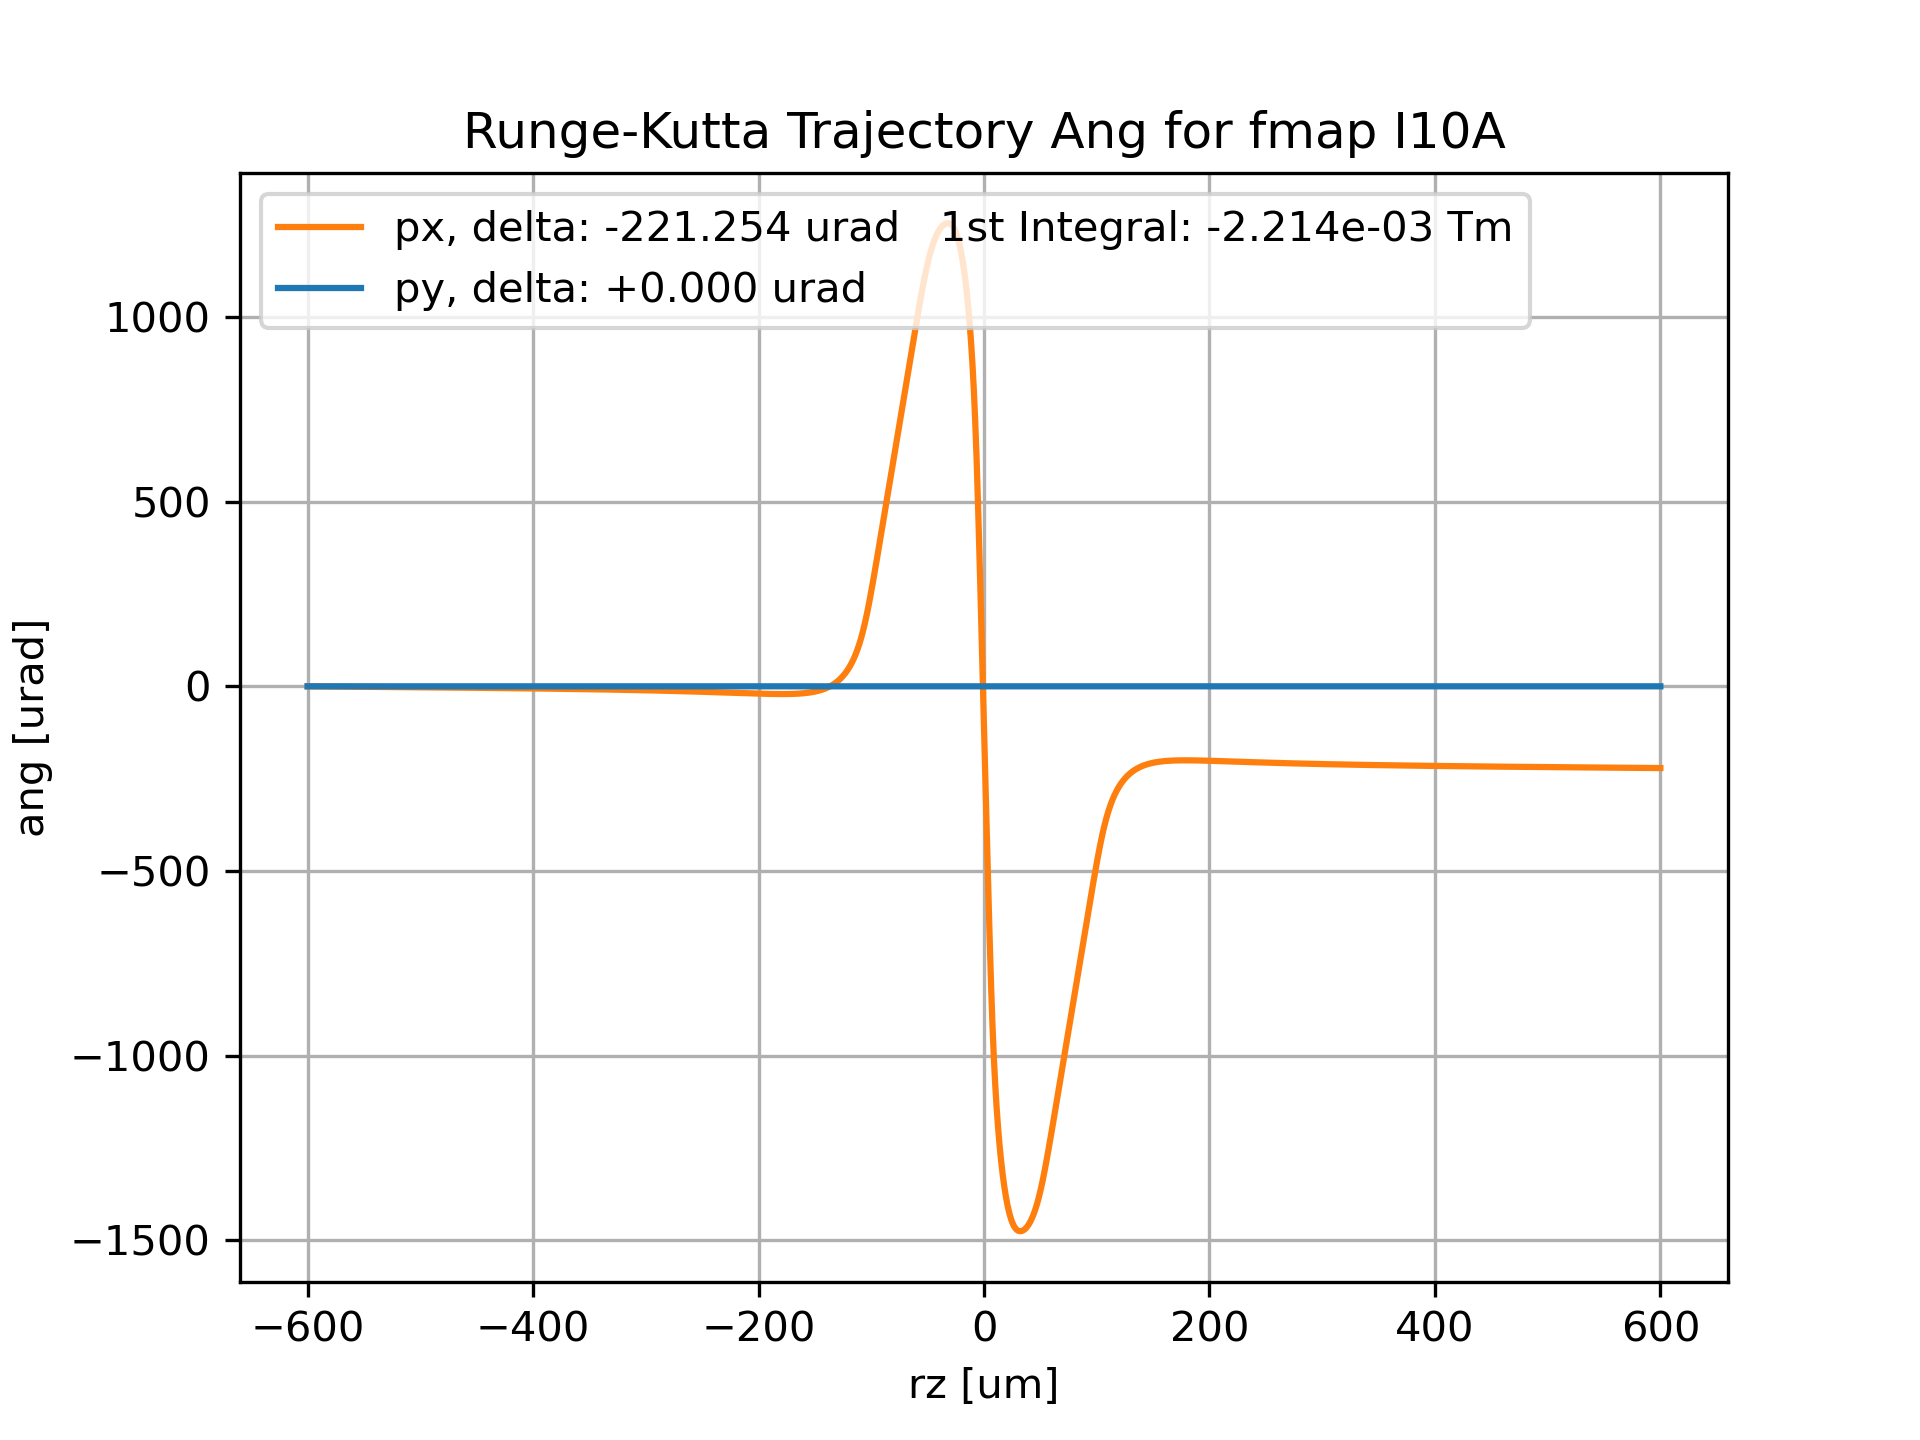 Runge-Kutta Trajectory Ang for fmap I10A
px, delta: -221.254 urad   1st Integral: -2.214e-03 Tm
py, delta: +0.000 urad
1000
500
0
−500
−1000
−1500
ang [urad]
−600 −400 −200 0 200 400 600
rz [um]